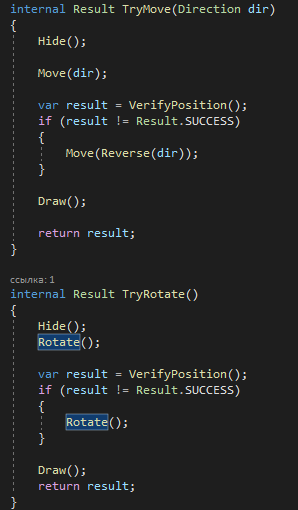 internal Result TryMove(Direction dir)
{
Hide();
Move(dir);
var result = VerifyPosition();
if (result != Result.SUCCESS)
{
Move(Reverse(dir));
}
Draw();
return result;
}
ссылка: 1
internal Result TryRotate()
{
Hide();
Rotate();
var result = VerifyPosition();
if (result != Result.SUCCESS)
{
Rotate();
}
Draw();
return result;
}